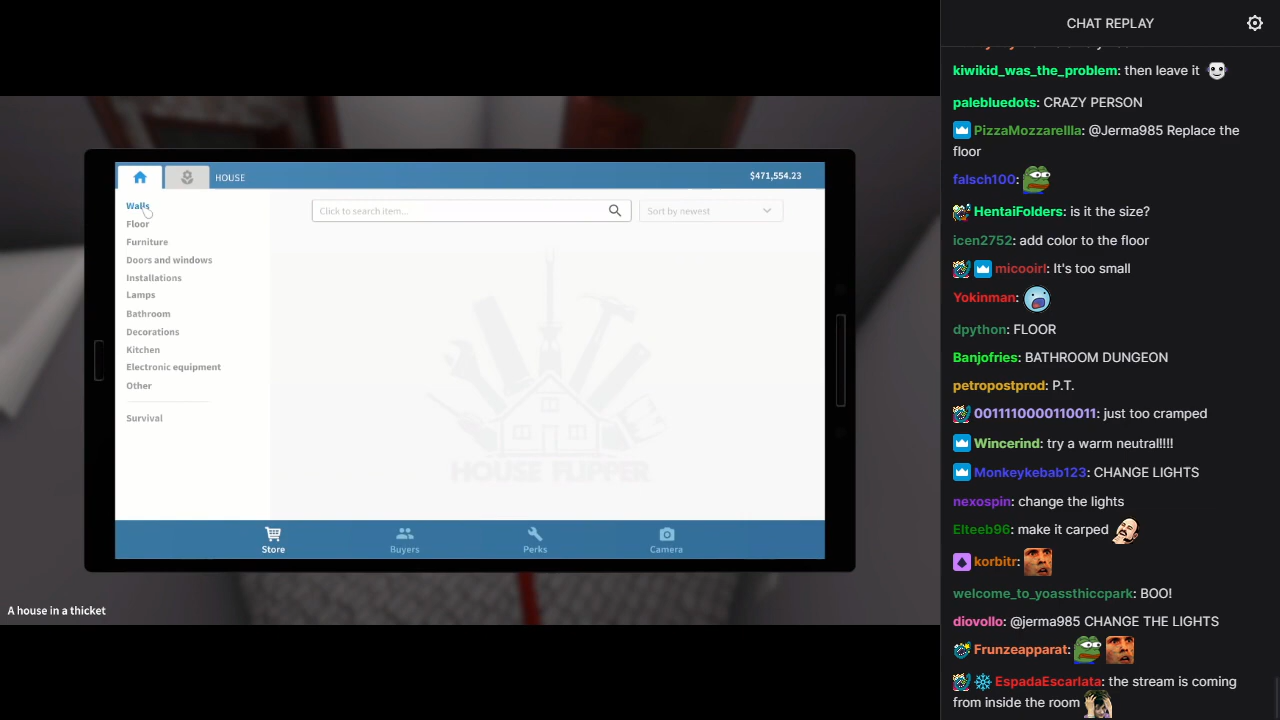 HOUSE
$471,554.23
Walls
Floor
Furniture
Doors and windows
Installations
Lamps
Bathroom
Decorations
Kitchen
Electronic equipment
Other
Survival
Click to search item...
Sort by newest
HOUSE FLIPPER
Store
Buyers
Perks
Camera
A house in a thicket
CHAT REPLAY
kiwikid_was_the_problem: then leave it
palebluedots: CRAZY PERSON
PizzaMozzarellla: @Jerma985 Replace the
floor
falsch100:
HentaiFolders: is it the size?
icen2752: add color to the floor
micooirl: It's too small
Yokinman:
dpython: FLOOR
Banjofries: BATHROOM DUNGEON
petropostprod: P.T.
0011110000110011: just too cramped
Wincerind: try a warm neutral!!!!
Monkeykebab123: CHANGE LIGHTS
nexospin: change the lights
Elteeb96: make it carped
korbitr:
welcome_to_yoassthiccpark: BOO!
diovollo: @jerma985 CHANGE THE LIGHTS
Frunzeapparat:
EspadaEscarlata: the stream is coming
from inside the room